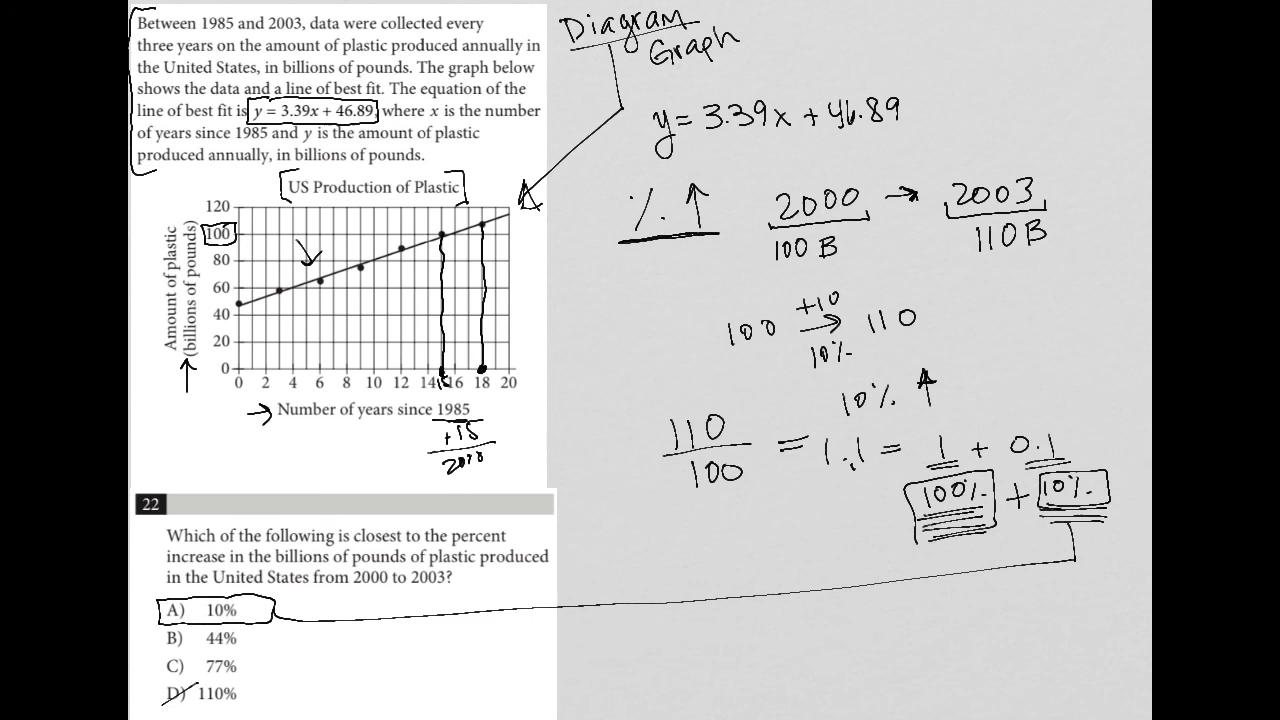 Between 1985 and 2003, data were collected every
three years on the amount of plastic produced annually in
the United States, in billions of pounds. The graph below
shows the data and a line of best fit. The equation of the
line of best fit is y = 3.39x + 46.89, where x is the number
of years since 1985 and y is the amount of plastic
produced annually, in billions of pounds.
US Production of Plastic
Amount of plastic
(billions of pounds)
120
100
80
60
40
20
0
0 2 4 6 8 10 12 14 15 16 18 20
Number of years since 1985
+15
2000
22
Which of the following is closest to the percent
increase in the billions of pounds of plastic produced
in the United States from 2000 to 2003?
A) 10%
B) 44%
C) 77%
D) 110%
Diagram
Graph
y = 3.39x + 46.89
% ↑ 2000 → 2003
100 B 110 B
+10
100 → 110
10%
10% ↑
110
100
= 1.1 = 1 + 0.1
100% + 10%